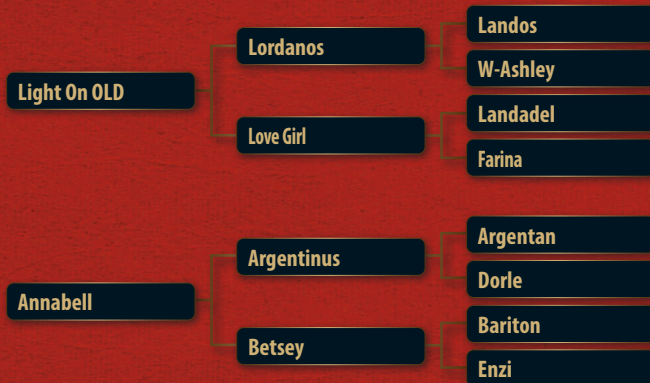 Landos
Lordanos
W-Ashley
Light On OLD
Landadel
Love Girl
Farina
Argentan
Argentinus
Dorle
Annabell
Bariton
Betsey
Enzi